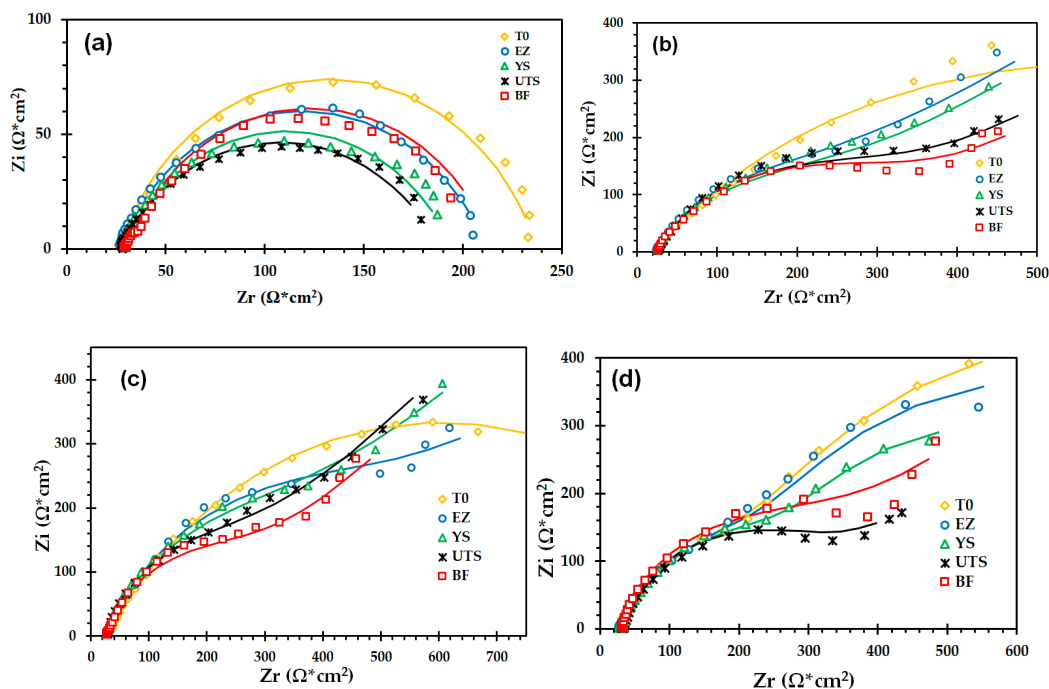 (a)
100
50
0
Zi (Ω*cm²)
0 50 100 150 200 250
Zr (Ω*cm²)
T0
EZ
YS
UTS
BF
(b)
400
300
200
100
0
Zi (Ω*cm²)
0 100 200 300 400 500
Zr (Ω*cm²)
T0
EZ
YS
UTS
BF
(c)
400
300
200
100
0
Zi (Ω*cm²)
0 100 200 300 400 500 600 700
Zr (Ω*cm²)
T0
EZ
YS
UTS
BF
(d)
400
300
200
100
0
Zi (Ω*cm²)
0 100 200 300 400 500 600
Zr (Ω*cm²)
T0
EZ
YS
UTS
BF